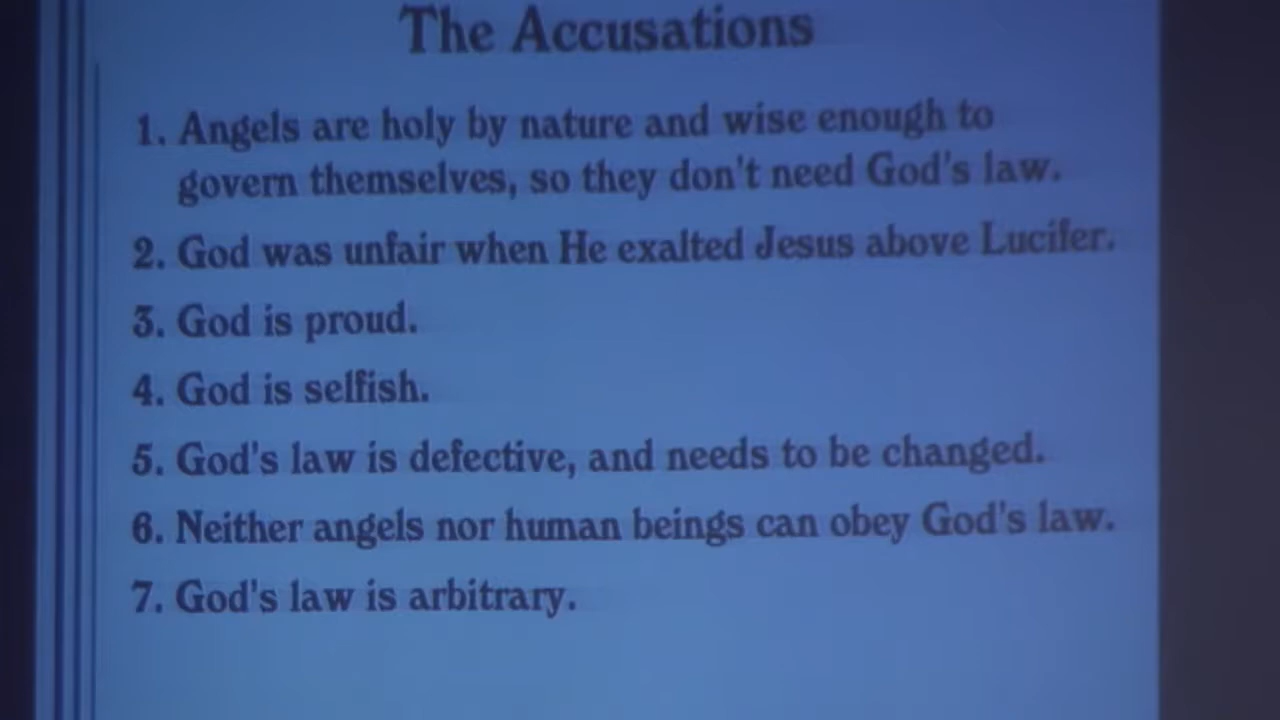 The Accusations
1. Angels are holy by nature and wise enough to
govern themselves, so they don't need God's law.
2. God was unfair when He exalted Jesus above Lucifer.
3. God is proud.
4. God is selfish.
5. God's law is defective, and needs to be changed.
6. Neither angels nor human beings can obey God's law.
7. God's law is arbitrary.